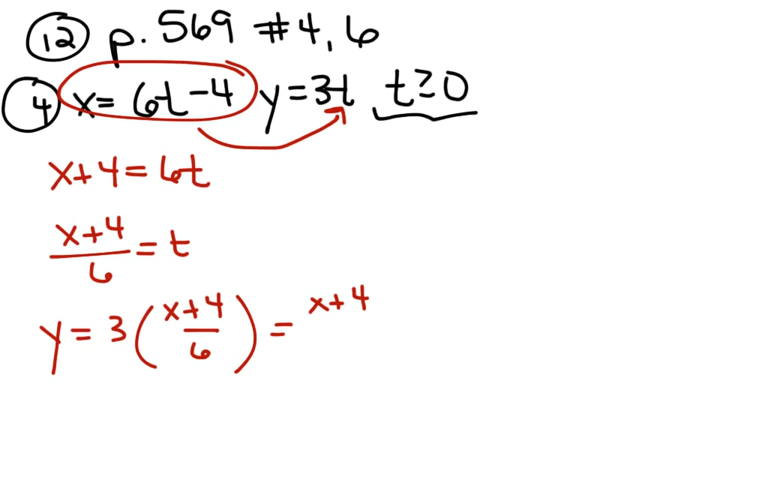 12 p. 569 #4, 6
4 x = 6t - 4 y = 3t t ≥ 0
x + 4 = 6t
x + 4 / 6 = t
y = 3 ( x + 4 / 6 ) = x + 4